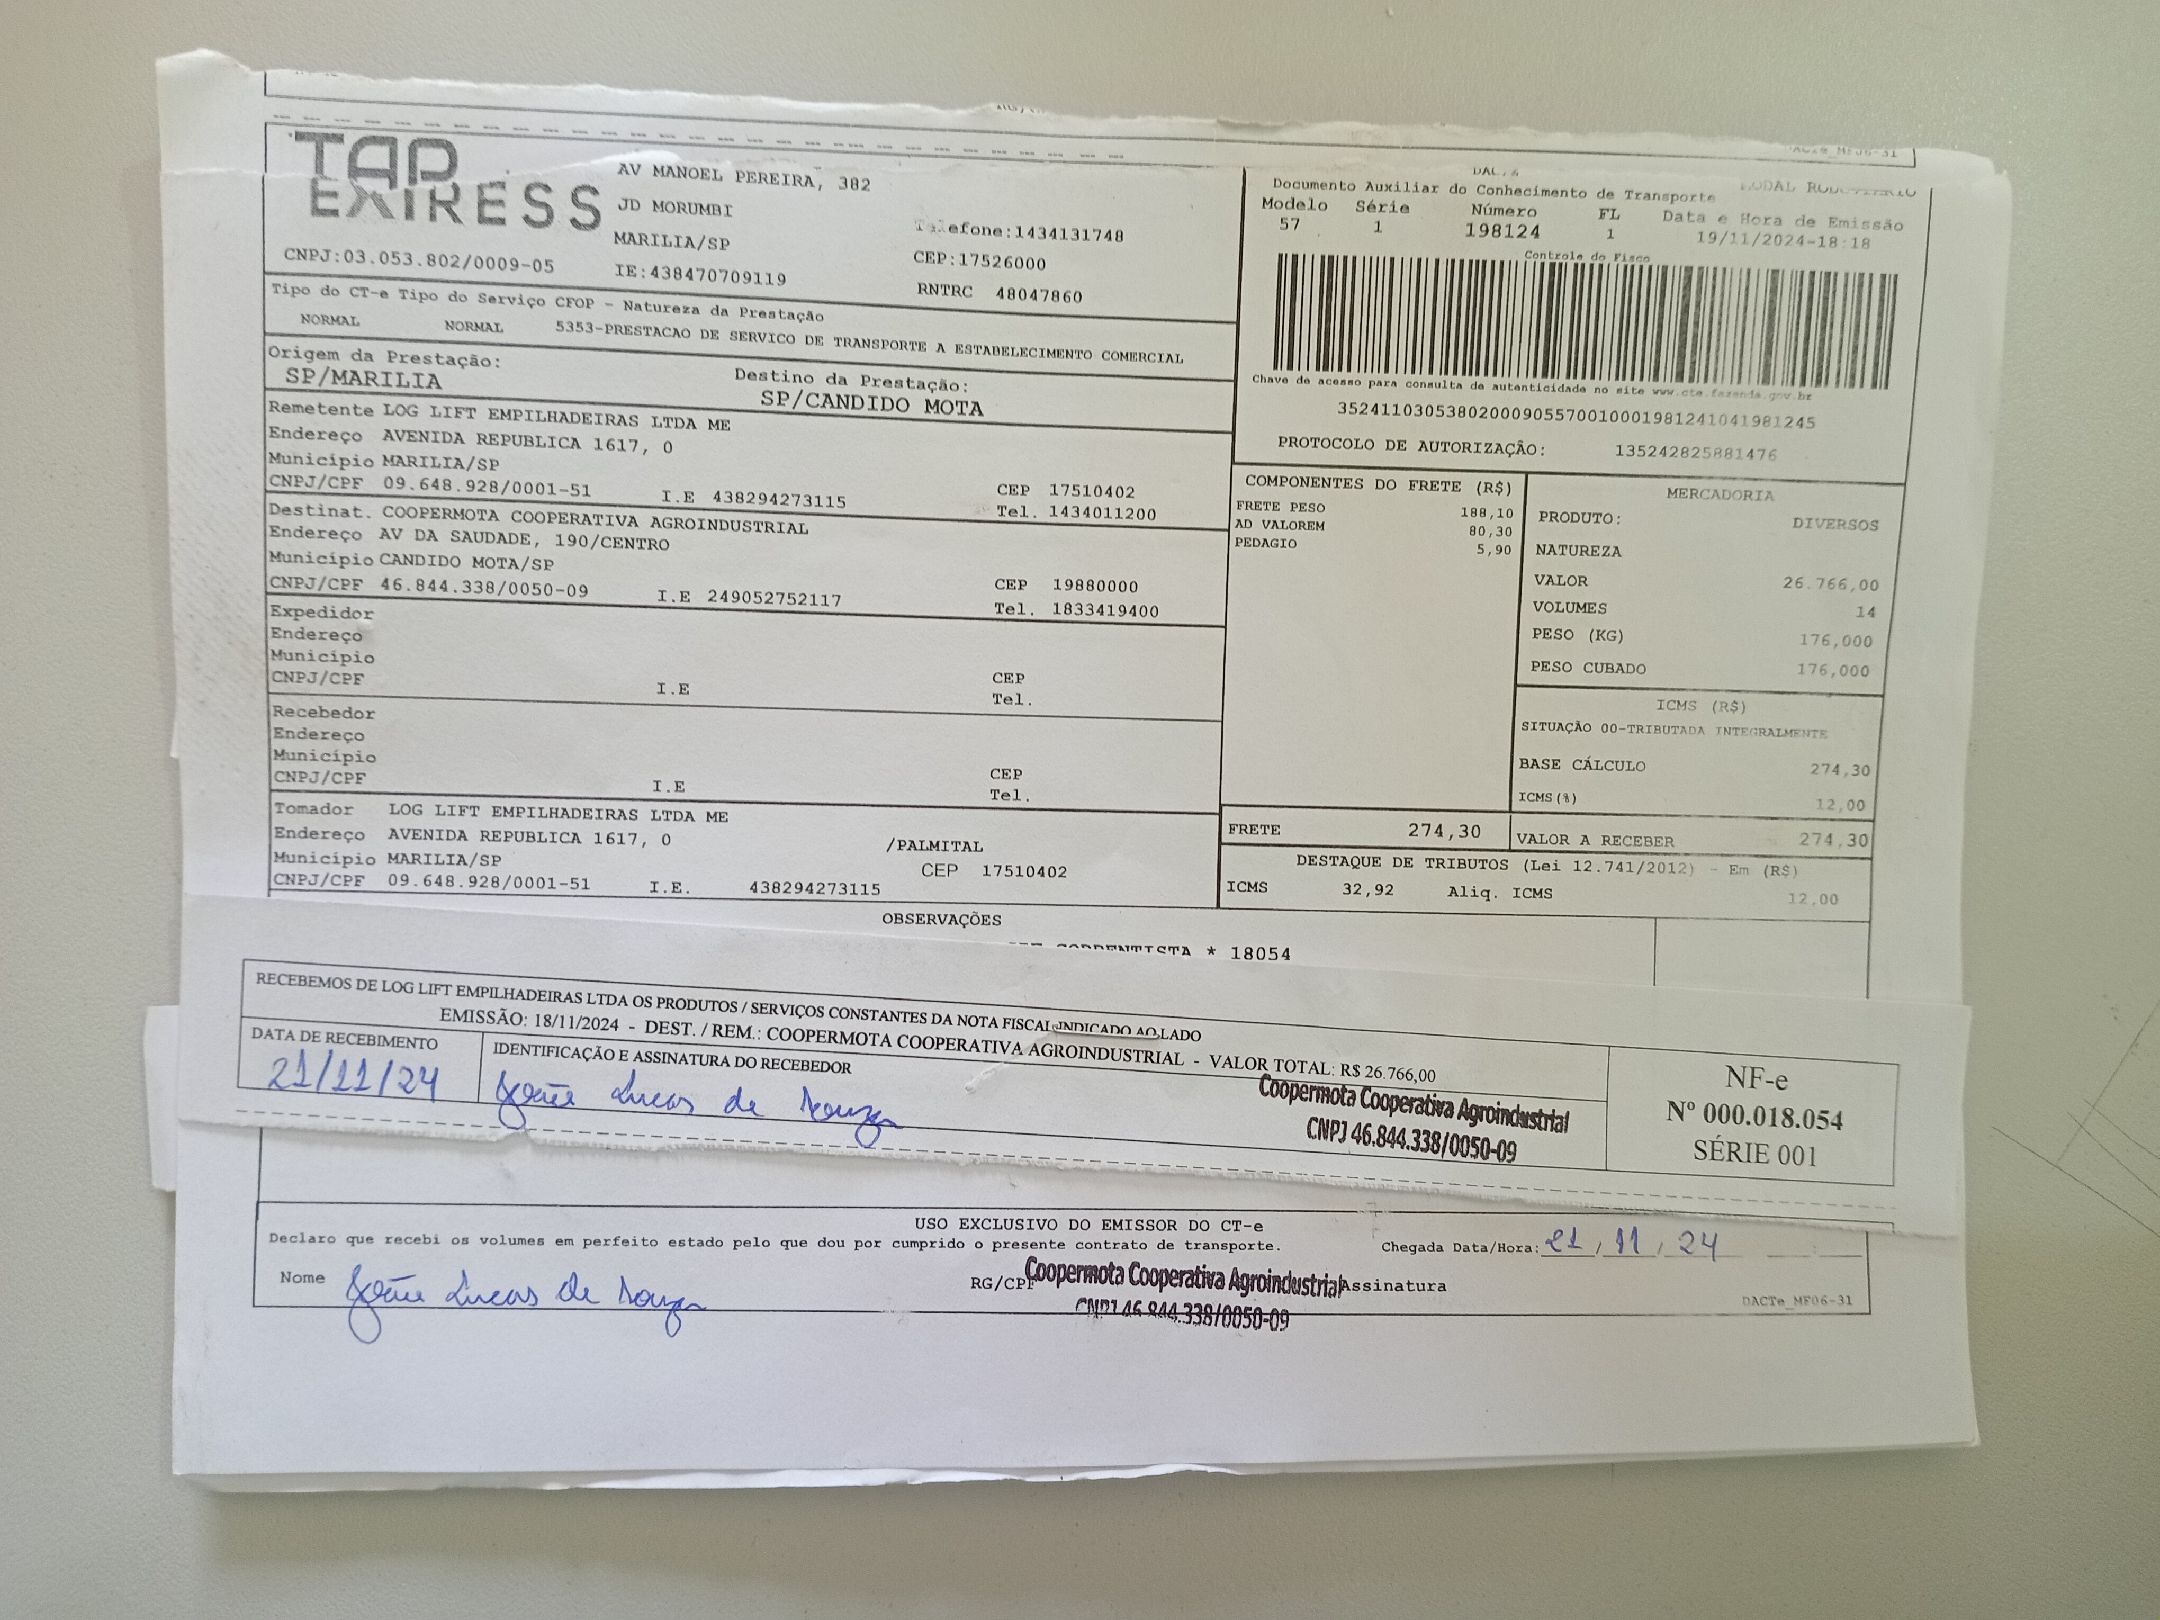 TAP EXPRESS
AV MANOEL PEREIRA, 382
JD MORUMBI
MARILIA/SP
Telefone:1434131748
CNPJ:03.053.802/0009-05
IE:438470709119
CEP:17526000
RNTRC 48047860
Documento Auxiliar do Conhecimento de Transporte
Modelo Série Número FL Data e Hora de Emissão
57 1 198124 1 19/11/2024-18:18
Controle do Fisco
Chave de acesso para consulta de autenticidade no site www.cte.fazenda.gov.br
35241103053802000905570010001981241041981245
PROTOCOLO DE AUTORIZAÇÃO: 135242825881476
Tipo do CT-e Tipo do Serviço CFOP - Natureza da Prestação
NORMAL NORMAL 5353-PRESTACAO DE SERVICO DE TRANSPORTE A ESTABELECIMENTO COMERCIAL
Origem da Prestação: Destino da Prestação:
SP/MARILIA SP/CANDIDO MOTA
Remetente LOG LIFT EMPILHADEIRAS LTDA ME
Endereço AVENIDA REPUBLICA 1617, 0
Município MARILIA/SP CEP 17510402
CNPJ/CPF 09.648.928/0001-51 I.E 438294273115 Tel. 1434011200
Destinat. COOPERMOTA COOPERATIVA AGROINDUSTRIAL
Endereço AV DA SAUDADE, 190/CENTRO
Município CANDIDO MOTA/SP CEP 19880000
CNPJ/CPF 46.844.338/0050-09 I.E 249052752117 Tel. 1833419400
Expedidor
Endereço
Município CEP
CNPJ/CPF I.E Tel.
Recebedor
Endereço
Município CEP
CNPJ/CPF I.E Tel.
Tomador LOG LIFT EMPILHADEIRAS LTDA ME
Endereço AVENIDA REPUBLICA 1617, 0 /PALMITAL
Município MARILIA/SP CEP 17510402
CNPJ/CPF 09.648.928/0001-51 I.E. 438294273115
COMPONENTES DO FRETE (R$)
FRETE PESO 188,10
AD VALOREM 80,30
PEDAGIO 5,90
MERCADORIA
PRODUTO: DIVERSOS
NATUREZA
VALOR 26.766,00
VOLUMES 14
PESO (KG) 176,000
PESO CUBADO 176,000
ICMS (R$)
SITUAÇÃO 00-TRIBUTADA INTEGRALMENTE
BASE CÁLCULO 274,30
ICMS(%) 12,00
FRETE 274,30 VALOR A RECEBER 274,30
DESTAQUE DE TRIBUTOS (Lei 12.741/2012) - Em (R$)
ICMS 32,92 Aliq. ICMS 12,00
OBSERVAÇÕES
CORRENTISTA * 18054
RECEBEMOS DE LOG LIFT EMPILHADEIRAS LTDA OS PRODUTOS / SERVIÇOS CONSTANTES DA NOTA FISCAL INDICADO AO LADO
EMISSÃO: 18/11/2024 - DEST. / REM.: COOPERMOTA COOPERATIVA AGROINDUSTRIAL - VALOR TOTAL: R$ 26.766,00
DATA DE RECEBIMENTO IDENTIFICAÇÃO E ASSINATURA DO RECEBEDOR
21/11/24 João Lucas de Souza
Coopermota Cooperativa Agroindustrial
CNPJ 46.844.338/0050-09
NF-e
Nº 000.018.054
SÉRIE 001
USO EXCLUSIVO DO EMISSOR DO CT-e
Declaro que recebi os volumes em perfeito estado pelo que dou por cumprido o presente contrato de transporte. Chegada Data/Hora: 21/11/24
Nome João Lucas de Souza RG/CPF Assinatura
Coopermota Cooperativa Agroindustrial
CNPJ 46.844.338/0050-09
DACTe_MF06-31